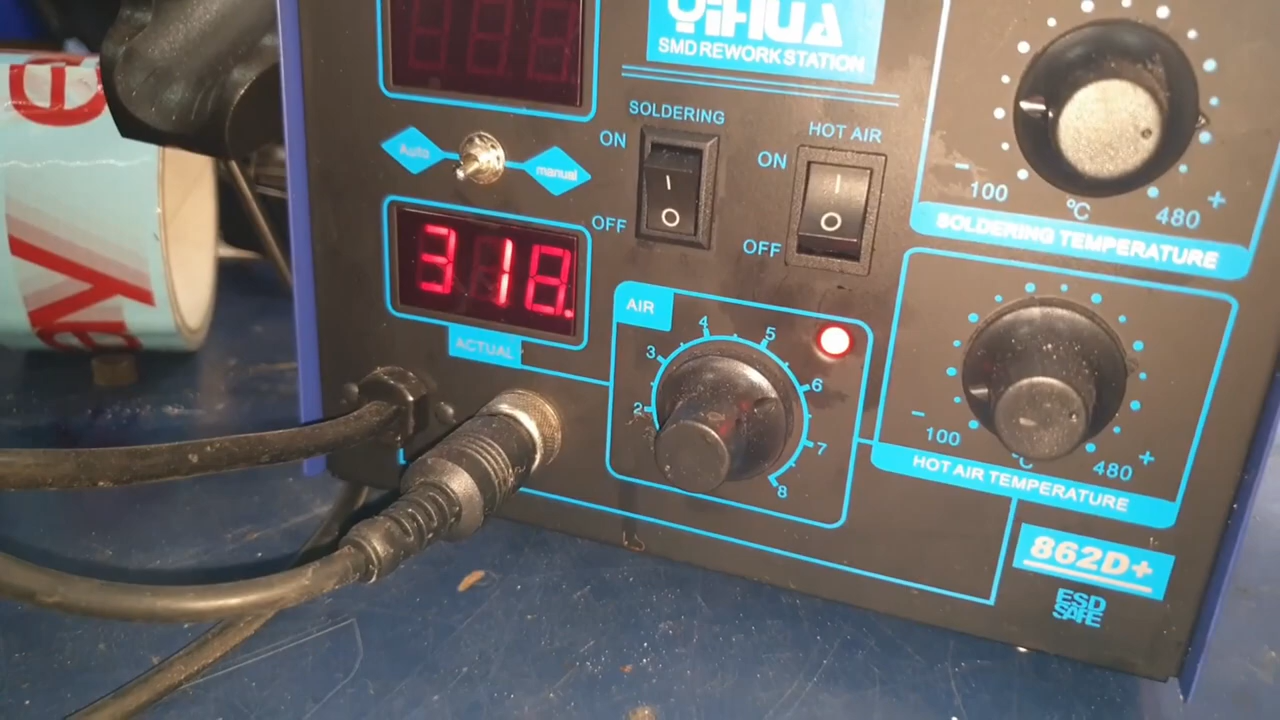 YiHUA
SMD REWORK STATION
SOLDERING
ON
OFF
HOT AIR
ON
OFF
Auto
manual
318.
ACTUAL
AIR
2
3
4
5
6
7
8
- 100 °C 480 +
SOLDERING TEMPERATURE
- 100 °C 480 +
HOT AIR TEMPERATURE
862D+
ESD
SAFE